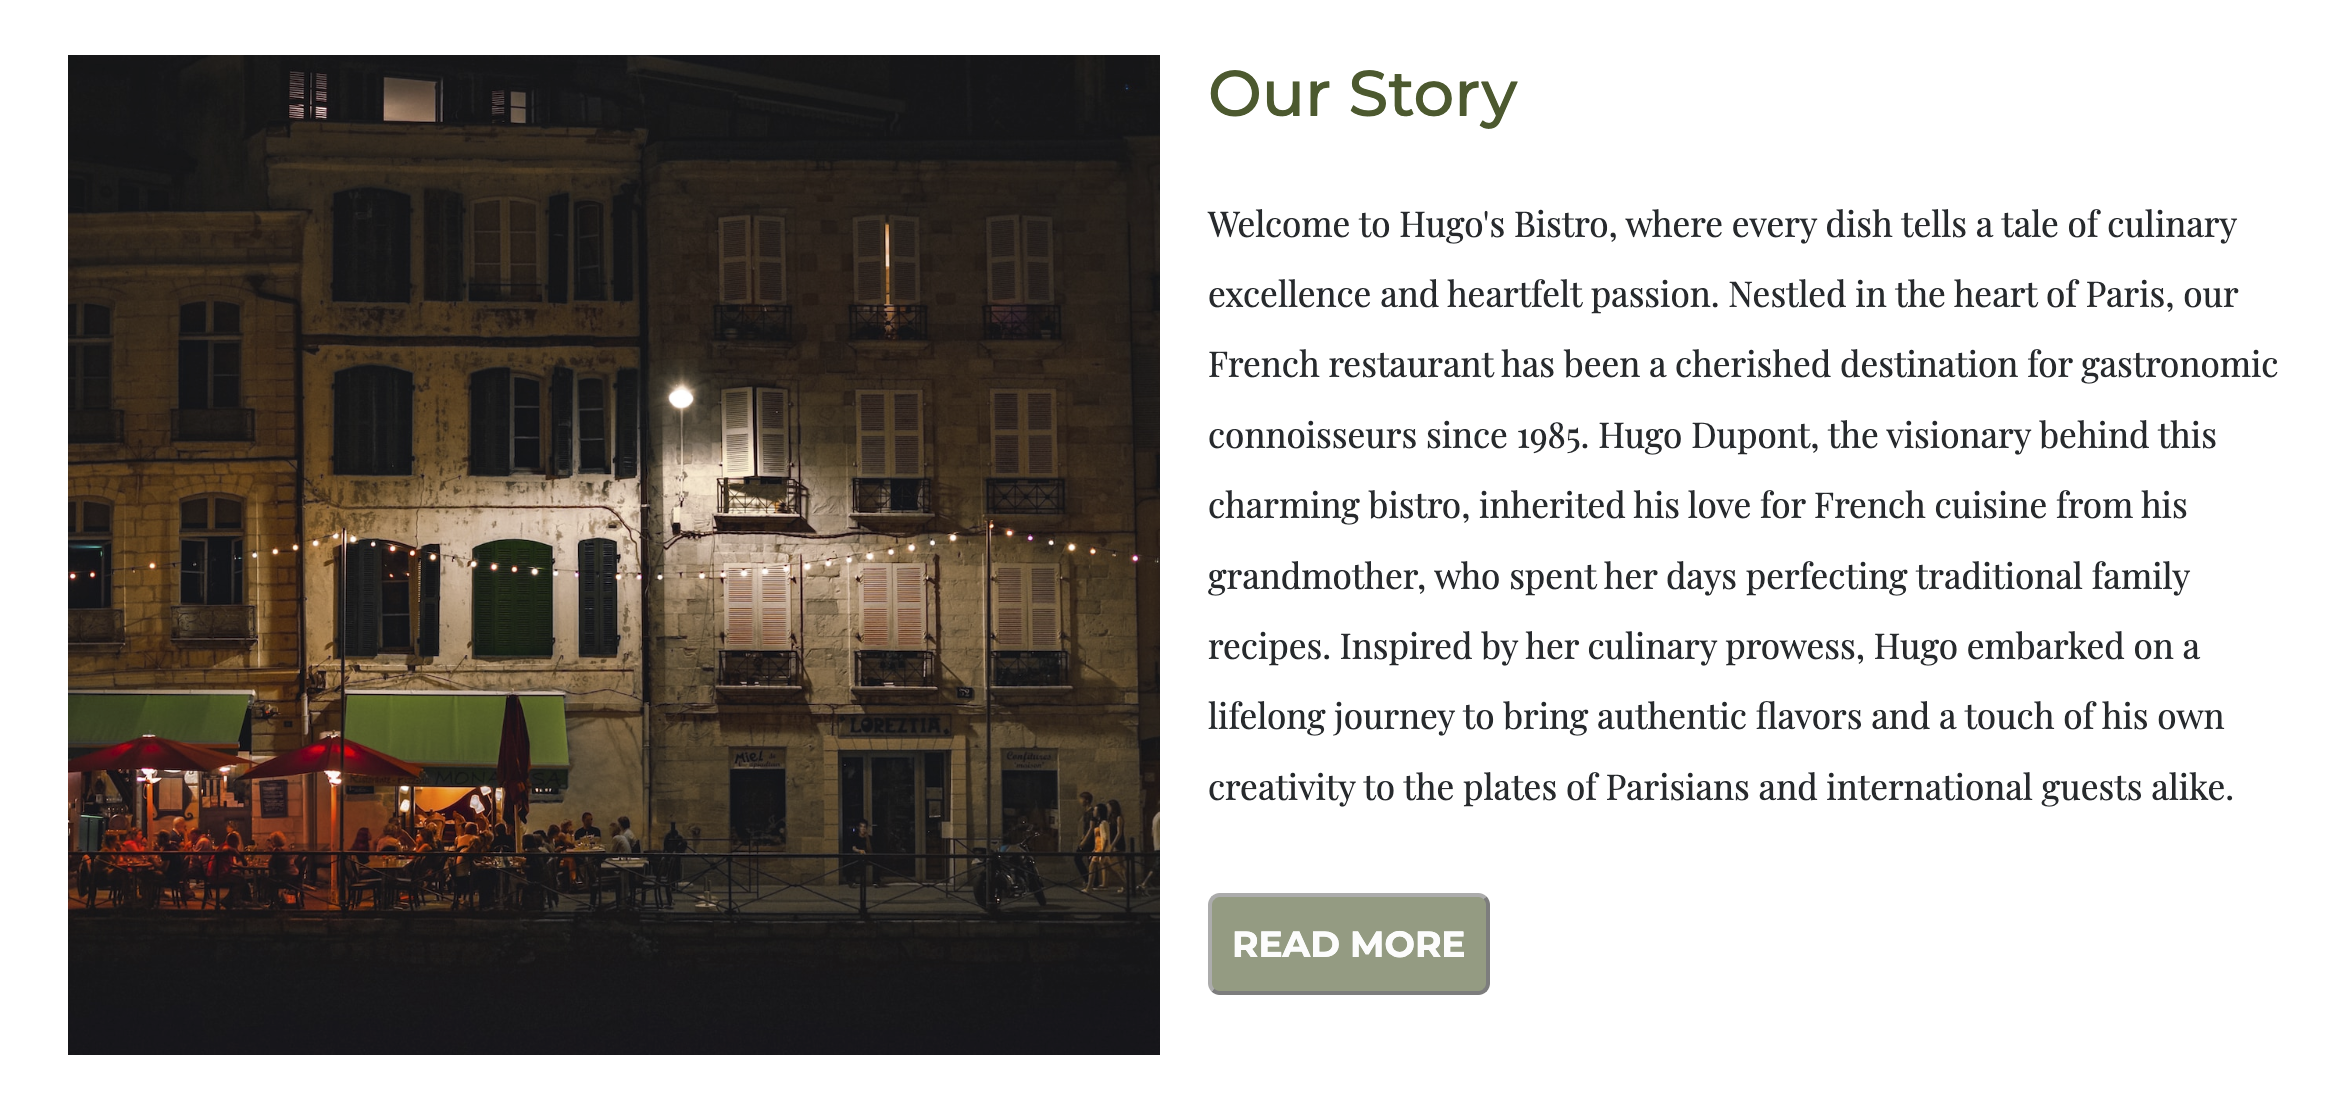 Our Story
Welcome to Hugo's Bistro, where every dish tells a tale of culinary
excellence and heartfelt passion. Nestled in the heart of Paris, our
French restaurant has been a cherished destination for gastronomic
connoisseurs since 1985. Hugo Dupont, the visionary behind this
charming bistro, inherited his love for French cuisine from his
grandmother, who spent her days perfecting traditional family
recipes. Inspired by her culinary prowess, Hugo embarked on a
lifelong journey to bring authentic flavors and a touch of his own
creativity to the plates of Parisians and international guests alike.
READ MORE
LOREZTIA
Miel
Confitures